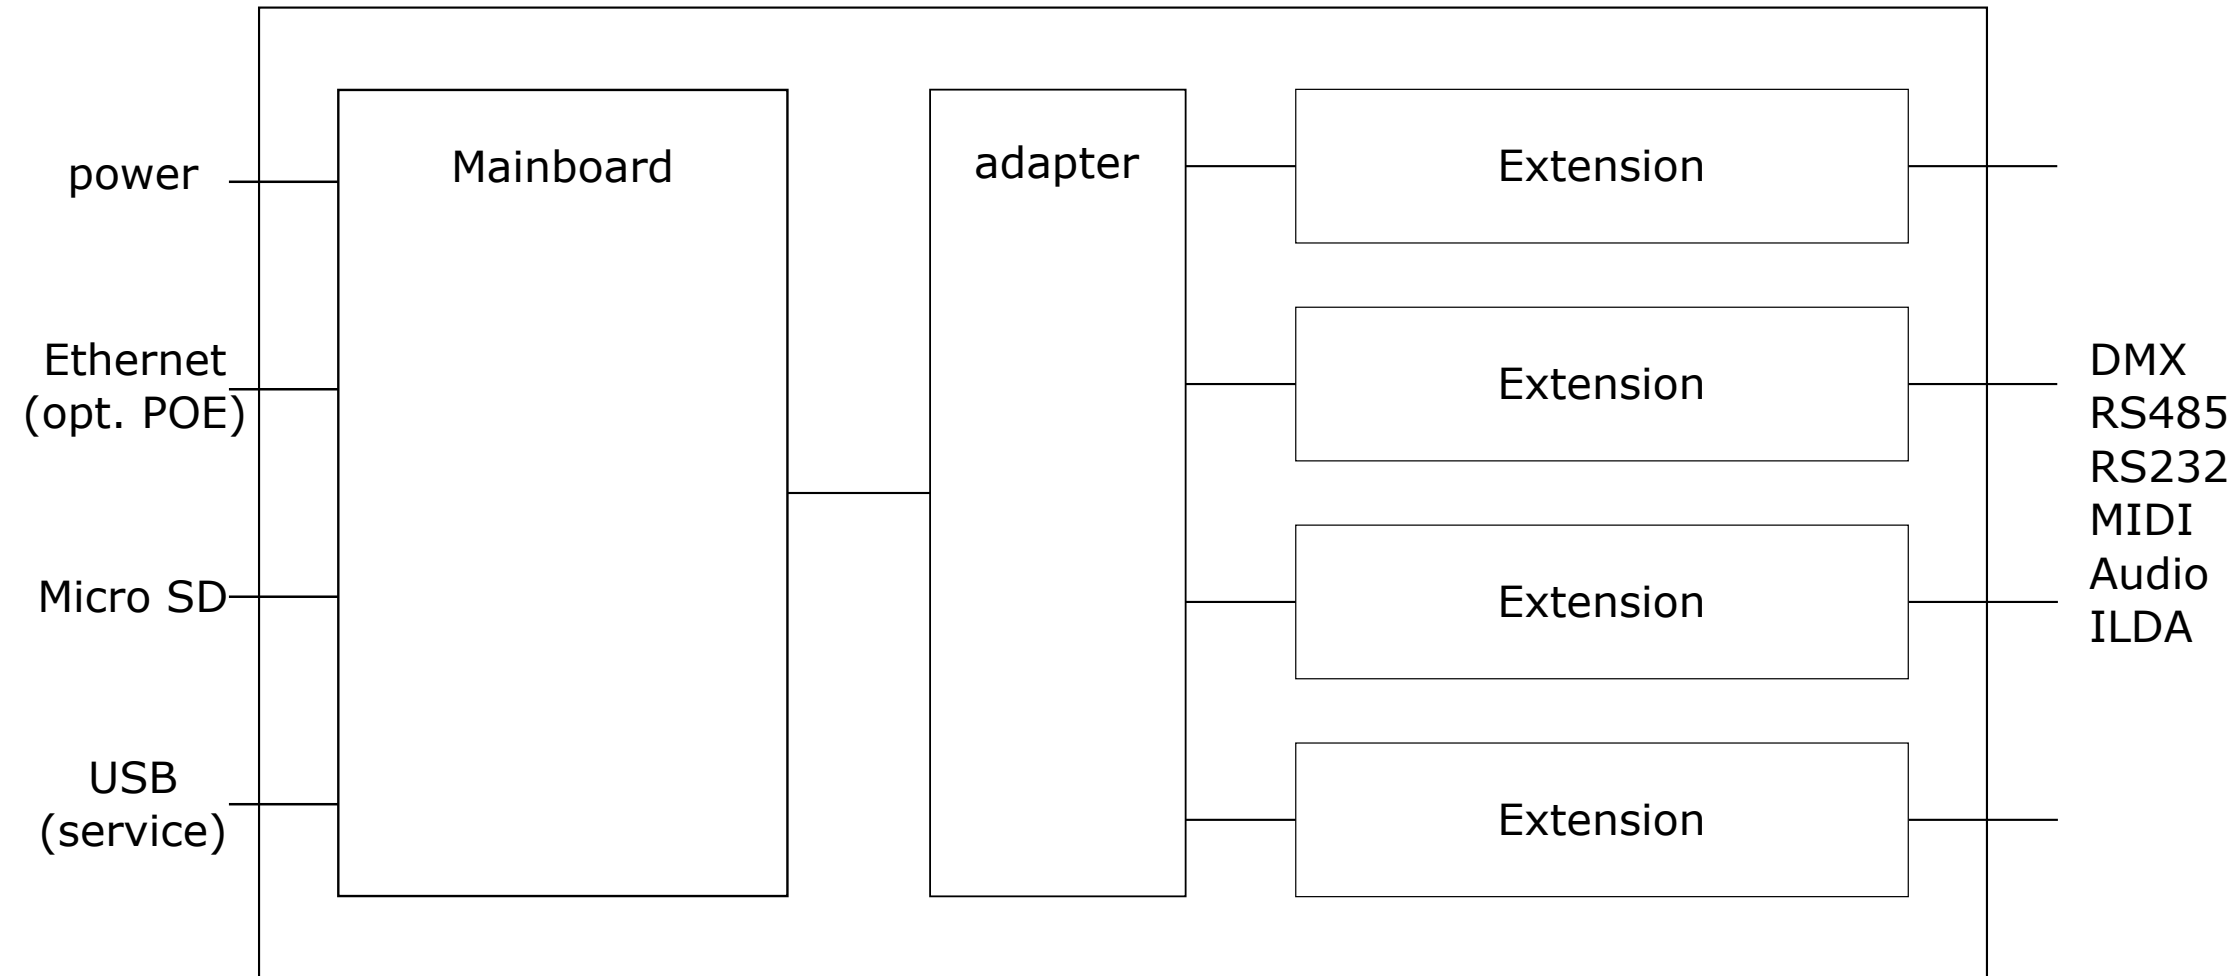 power
Ethernet
(opt. POE)
Micro SD
USB
(service)
Mainboard
adapter
Extension
Extension
Extension
Extension
DMX
RS485
RS232
MIDI
Audio
ILDA